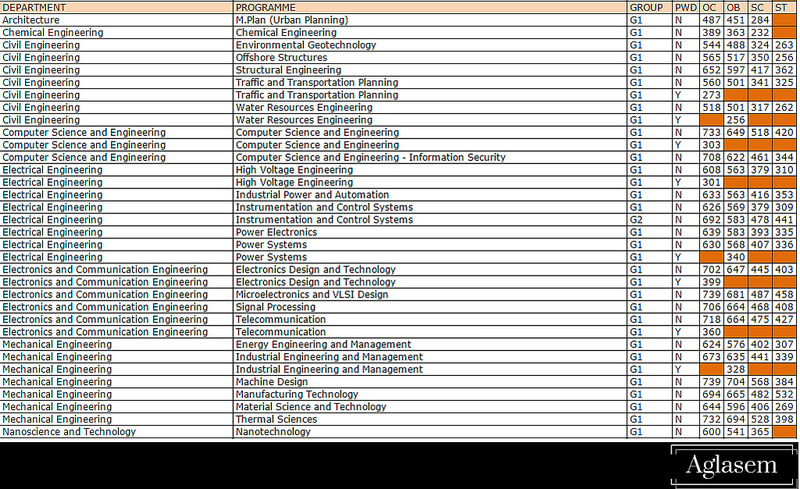 DEPARTMENT PROGRAMME GROUP PWD OC OB SC ST
Architecture M.Plan (Urban Planning) G1 N 487 451 284
Chemical Engineering Chemical Engineering G1 N 389 363 232
Civil Engineering Environmental Geotechnology G1 N 544 488 324 263
Civil Engineering Offshore Structures G1 N 565 517 350 256
Civil Engineering Structural Engineering G1 N 652 597 417 362
Civil Engineering Traffic and Transportation Planning G1 N 560 501 341 325
Civil Engineering Traffic and Transportation Planning G1 Y 273
Civil Engineering Water Resources Engineering G1 N 518 501 317 262
Civil Engineering Water Resources Engineering G1 Y 256
Computer Science and Engineering Computer Science and Engineering G1 N 733 649 518 420
Computer Science and Engineering Computer Science and Engineering G1 Y 303
Computer Science and Engineering Computer Science and Engineering - Information Security G1 N 708 622 461 344
Electrical Engineering High Voltage Engineering G1 N 608 563 379 310
Electrical Engineering High Voltage Engineering G1 Y 301
Electrical Engineering Industrial Power and Automation G1 N 633 563 416 353
Electrical Engineering Instrumentation and Control Systems G1 N 626 569 379 309
Electrical Engineering Instrumentation and Control Systems G2 N 692 583 478 441
Electrical Engineering Power Electronics G1 N 639 583 393 335
Electrical Engineering Power Systems G1 N 630 568 407 336
Electrical Engineering Power Systems G1 Y 340
Electronics and Communication Engineering Electronics Design and Technology G1 N 702 647 445 403
Electronics and Communication Engineering Electronics Design and Technology G1 Y 399
Electronics and Communication Engineering Microelectronics and VLSI Design G1 N 739 681 487 458
Electronics and Communication Engineering Signal Processing G1 N 706 664 468 408
Electronics and Communication Engineering Telecommunication G1 N 718 664 475 427
Electronics and Communication Engineering Telecommunication G1 Y 360
Mechanical Engineering Energy Engineering and Management G1 N 624 576 402 307
Mechanical Engineering Industrial Engineering and Management G1 N 673 635 441 339
Mechanical Engineering Industrial Engineering and Management G1 Y 328
Mechanical Engineering Machine Design G1 N 739 704 568 384
Mechanical Engineering Manufacturing Technology G1 N 694 665 482 532
Mechanical Engineering Material Science and Technology G1 N 644 596 406 269
Mechanical Engineering Thermal Sciences G1 N 732 694 528 398
Nanoscience and Technology Nanotechnology G1 N 600 541 365
Aglasem